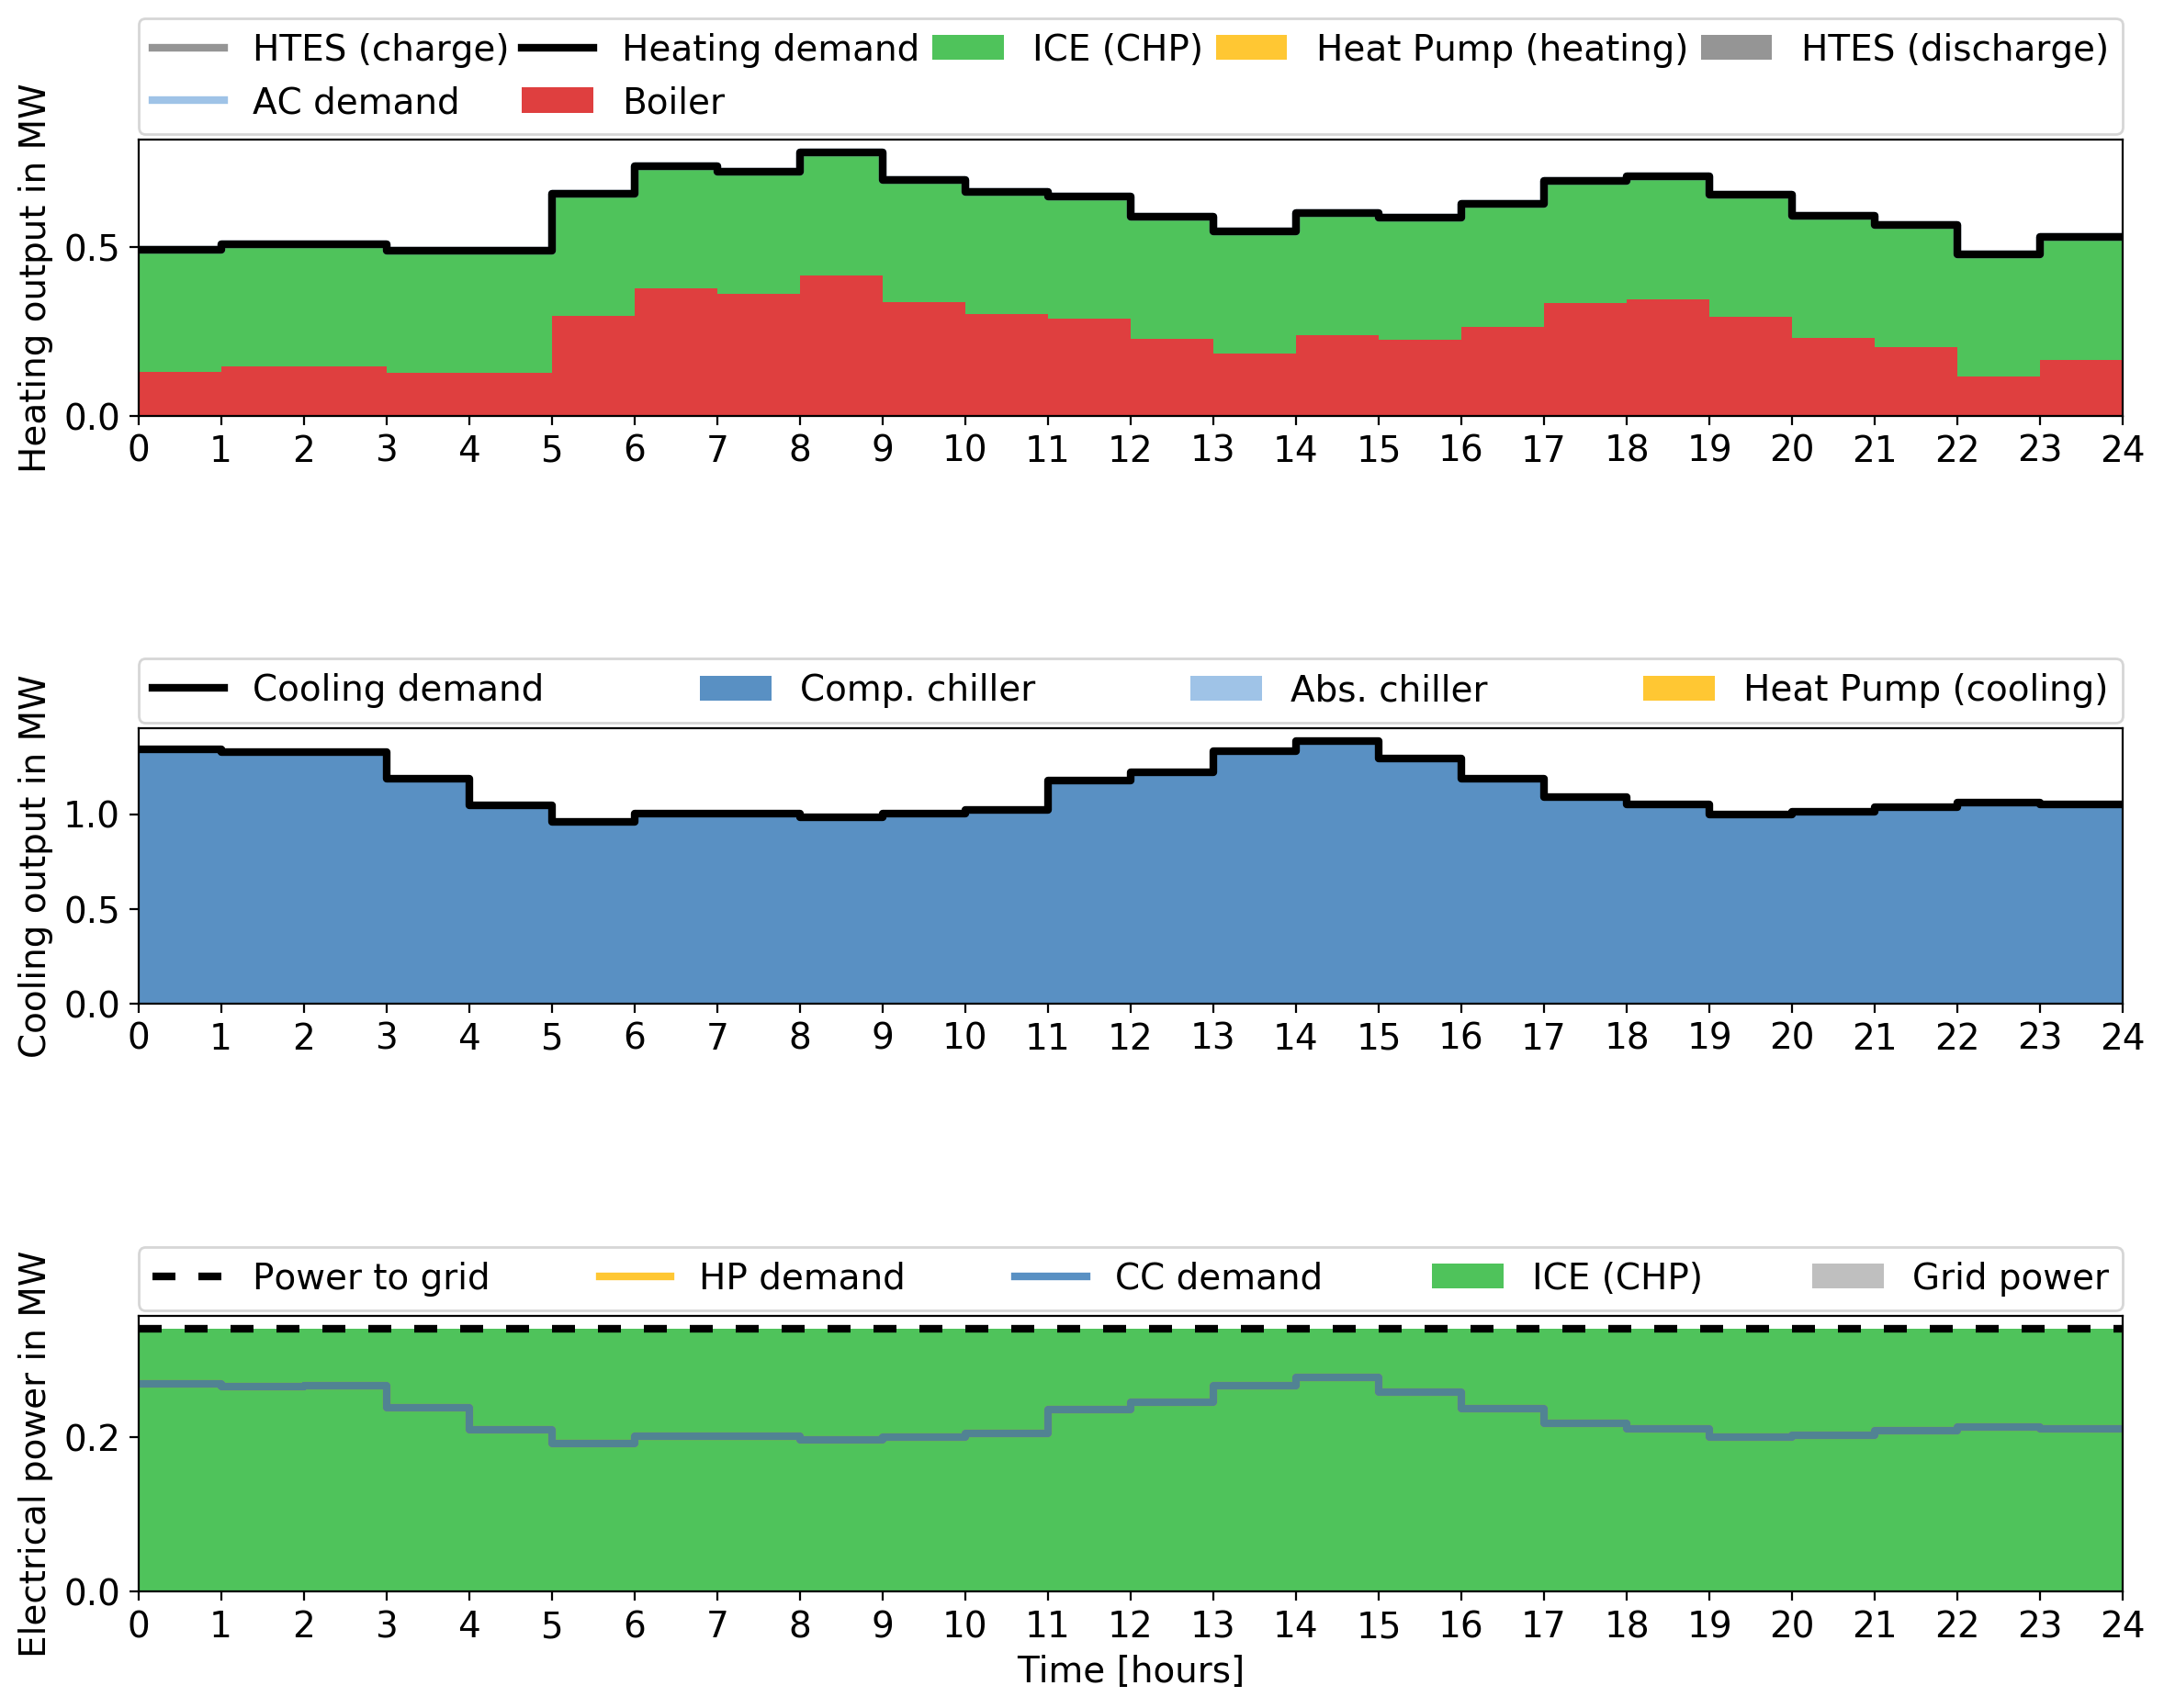 HTES (charge) Heating demand ICE (CHP) Heat Pump (heating) HTES (discharge)
AC demand Boiler
Heating output in MW
0.5
0.0
0 1 2 3 4 5 6 7 8 9 10 11 12 13 14 15 16 17 18 19 20 21 22 23 24
Cooling demand Comp. chiller Abs. chiller Heat Pump (cooling)
Cooling output in MW
1.0
0.5
0.0
0 1 2 3 4 5 6 7 8 9 10 11 12 13 14 15 16 17 18 19 20 21 22 23 24
Power to grid HP demand CC demand ICE (CHP) Grid power
Electrical power in MW
0.2
0.0
0 1 2 3 4 5 6 7 8 9 10 11 12 13 14 15 16 17 18 19 20 21 22 23 24
Time [hours]